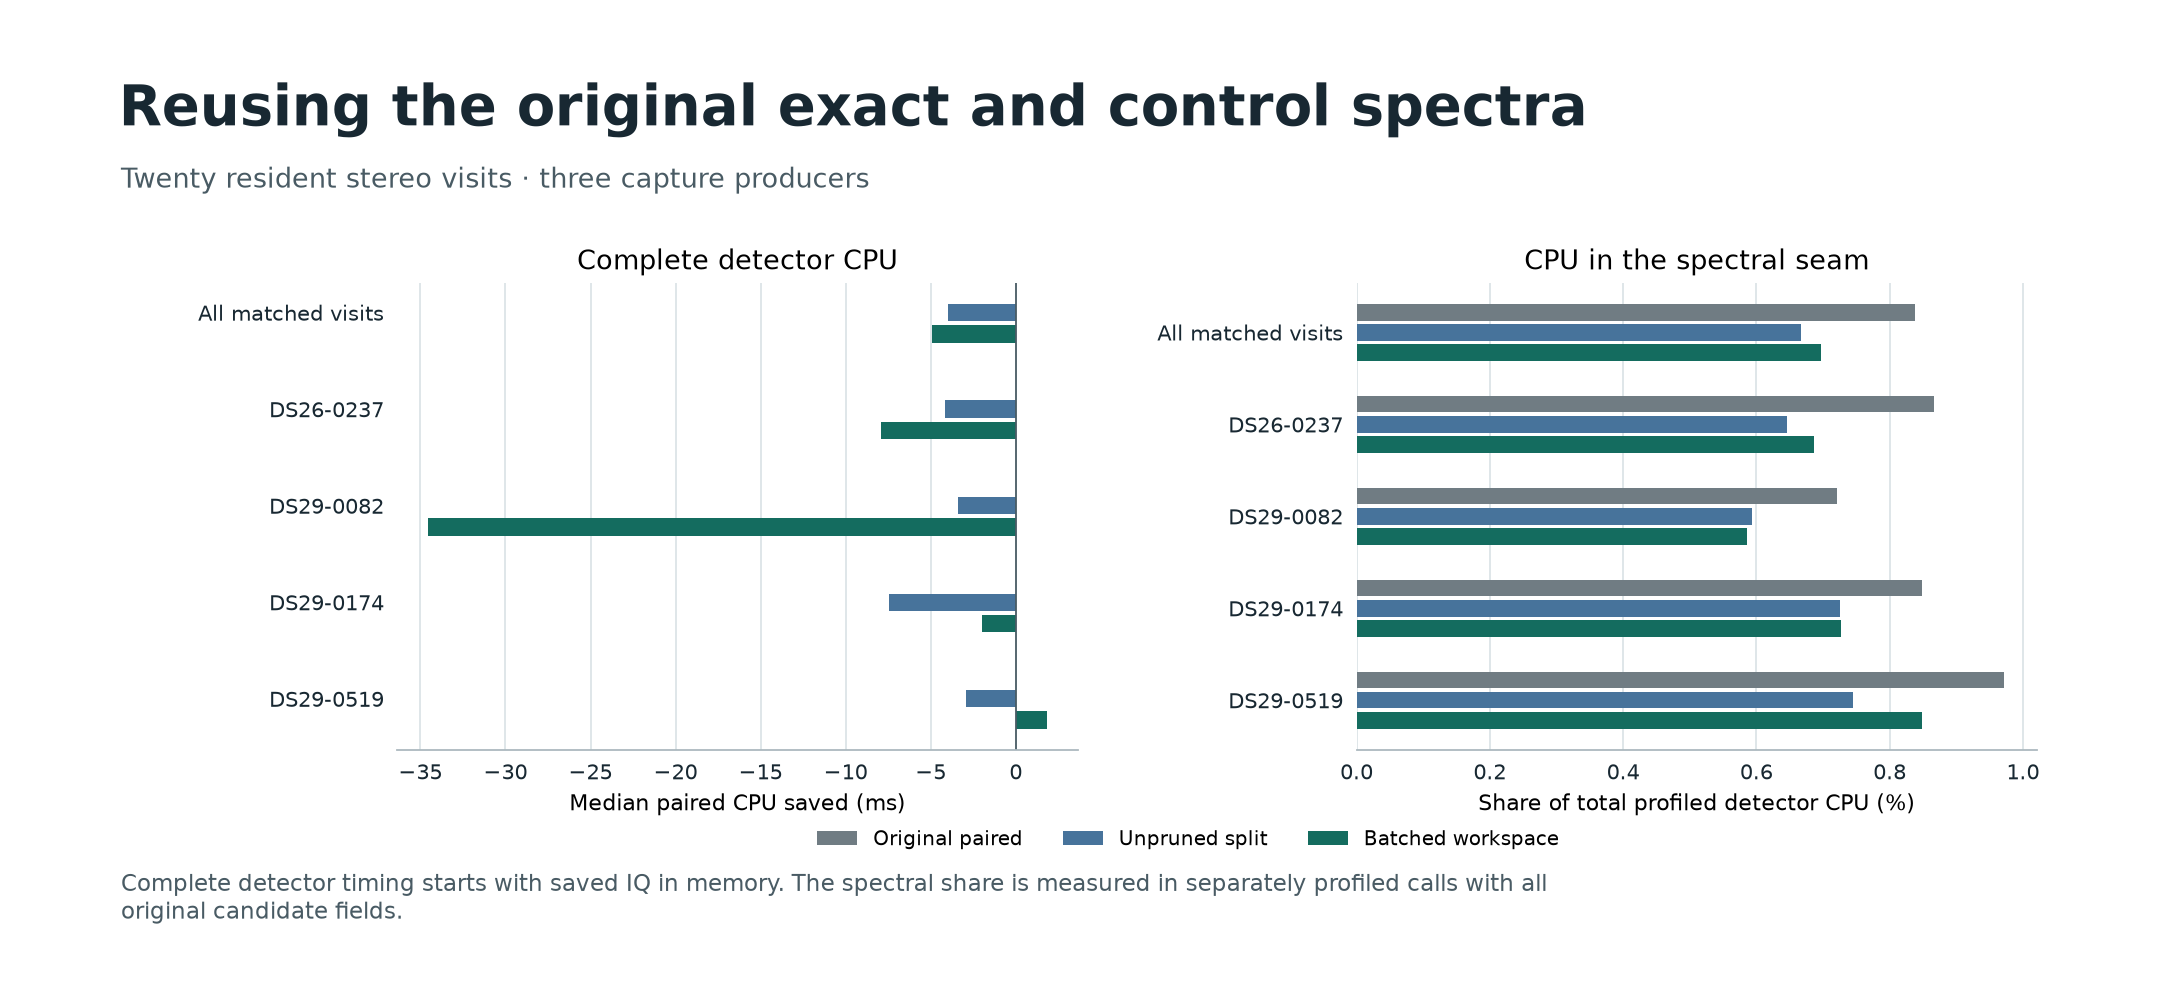 Reusing the original exact and control spectra
Twenty resident stereo visits · three capture producers
Complete detector CPU
All matched visits
DS26-0237
DS29-0082
DS29-0174
DS29-0519
−35 −30 −25 −20 −15 −10 −5 0
Median paired CPU saved (ms)
CPU in the spectral seam
All matched visits
DS26-0237
DS29-0082
DS29-0174
DS29-0519
0.0 0.2 0.4 0.6 0.8 1.0
Share of total profiled detector CPU (%)
Original paired Unpruned split Batched workspace
Complete detector timing starts with saved IQ in memory. The spectral share is measured in separately profiled calls with all
original candidate fields.